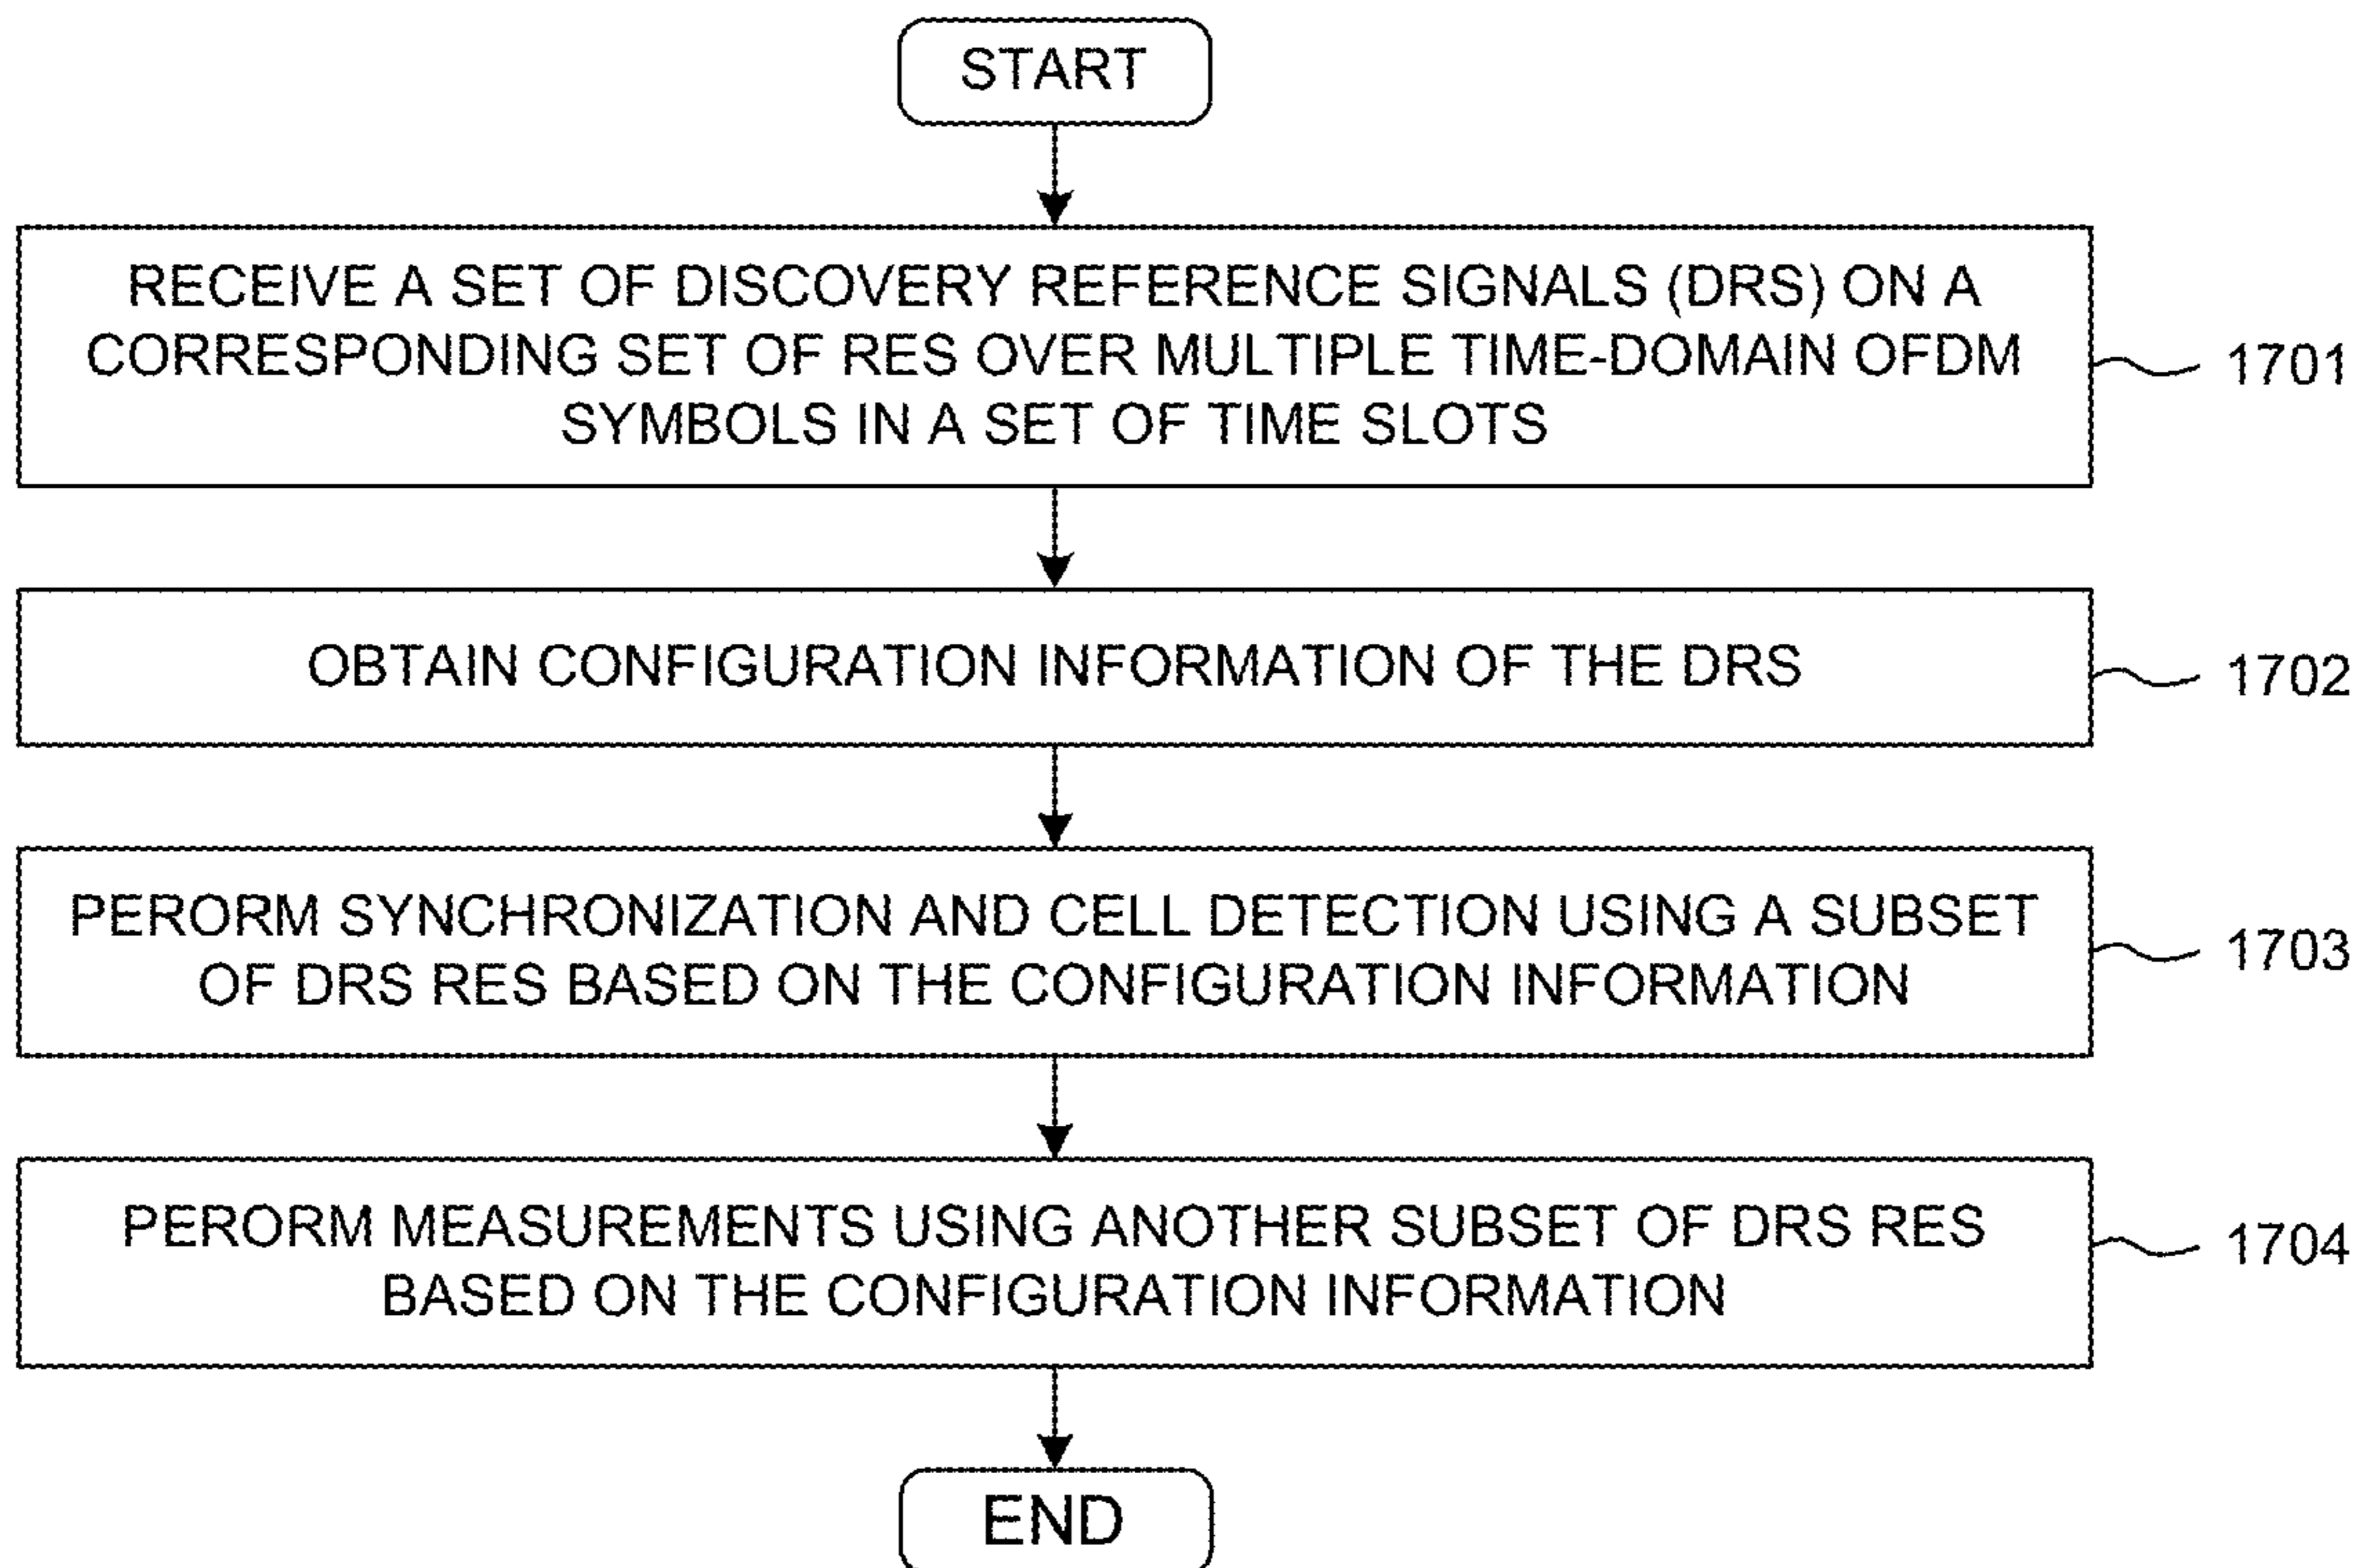 START
RECEIVE A SET OF DISCOVERY REFERENCE SIGNALS (DRS) ON A
CORRESPONDING SET OF RES OVER MULTIPLE TIME-DOMAIN OFDM
SYMBOLS IN A SET OF TIME SLOTS
1701
OBTAIN CONFIGURATION INFORMATION OF THE DRS
1702
PERORM SYNCHRONIZATION AND CELL DETECTION USING A SUBSET
OF DRS RES BASED ON THE CONFIGURATION INFORMATION
1703
PERORM MEASUREMENTS USING ANOTHER SUBSET OF DRS RES
BASED ON THE CONFIGURATION INFORMATION
1704
END